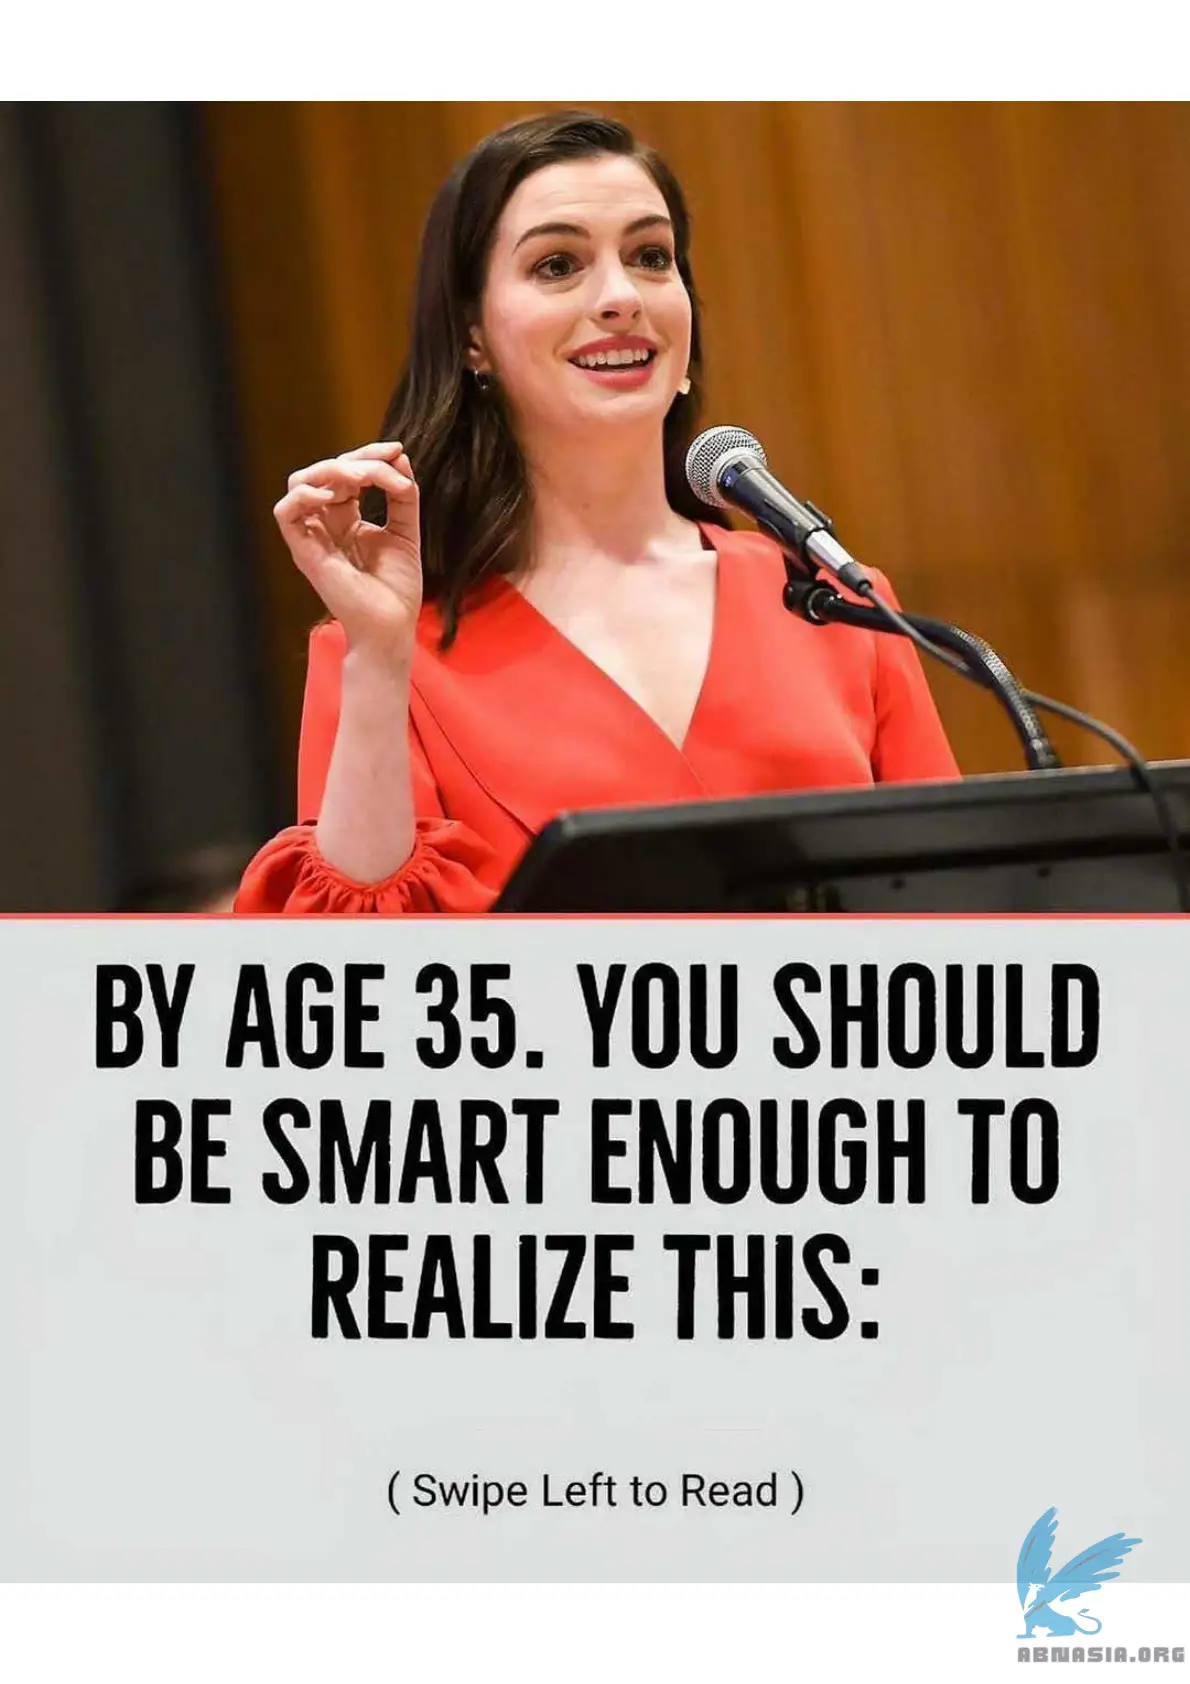 BY AGE 35. YOU SHOULD
BE SMART ENOUGH TO
REALIZE THIS:
( Swipe Left to Read )
ABNASIA.ORG